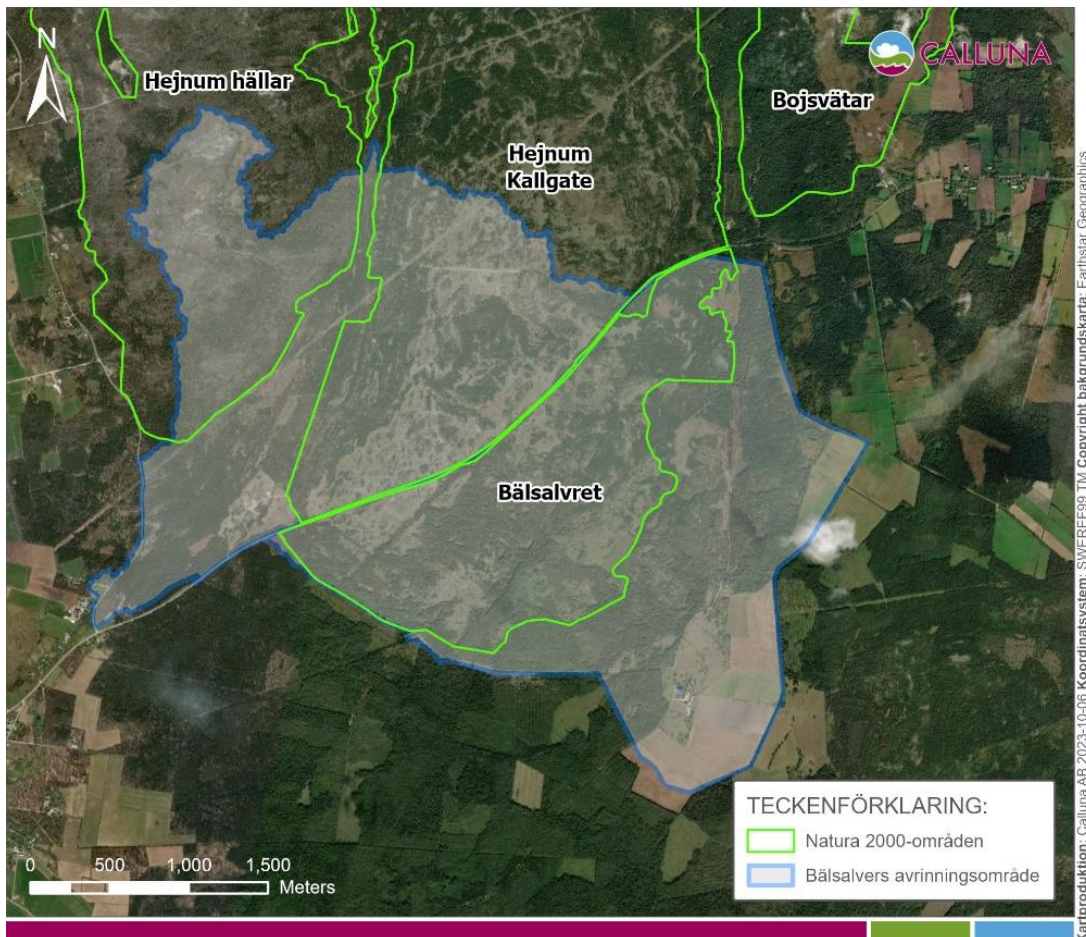 N
CALLUNA
Hejnum hällar
Bojsvätar
Hejnum
Kallgate
Bälsalvret
TECKENFÖRKLARING:
Natura 2000-områden
Bälsalvers avrinningsområde
0 500 1,000 1,500
Meters
Kartproduktion: Calluna AB 2023-10-06 Koordinatsystem: SWEREF99 TM Copyright bakgrundskarta: Earthstar Geographics